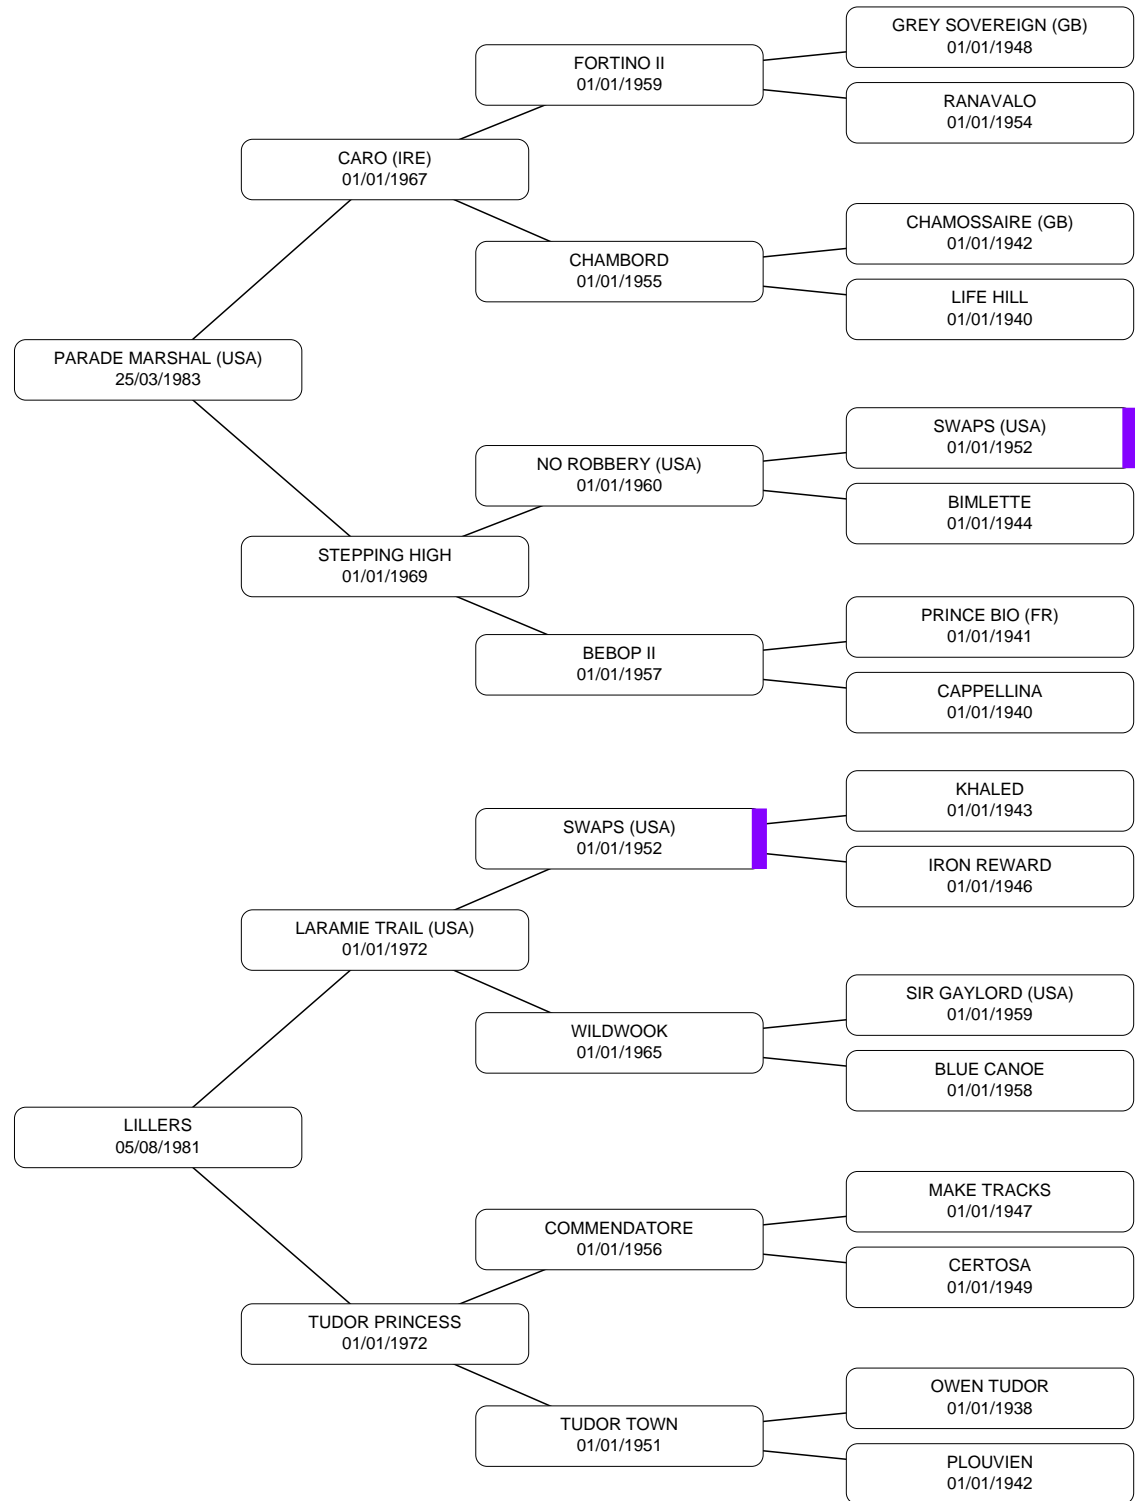 GREY SOVEREIGN (GB)
01/01/1948
FORTINO II
01/01/1959
RANAVALO
01/01/1954
CARO (IRE)
01/01/1967
CHAMOSSAIRE (GB)
01/01/1942
CHAMBORD
01/01/1955
LIFE HILL
01/01/1940
PARADE MARSHAL (USA)
25/03/1983
SWAPS (USA)
01/01/1952
NO ROBBERY (USA)
01/01/1960
BIMLETTE
01/01/1944
STEPPING HIGH
01/01/1969
PRINCE BIO (FR)
01/01/1941
BEBOP II
01/01/1957
CAPPELLINA
01/01/1940
KHALED
01/01/1943
SWAPS (USA)
01/01/1952
IRON REWARD
01/01/1946
LARAMIE TRAIL (USA)
01/01/1972
SIR GAYLORD (USA)
01/01/1959
WILDWOOK
01/01/1965
BLUE CANOE
01/01/1958
LILLERS
05/08/1981
MAKE TRACKS
01/01/1947
COMMENDATORE
01/01/1956
CERTOSA
01/01/1949
TUDOR PRINCESS
01/01/1972
OWEN TUDOR
01/01/1938
TUDOR TOWN
01/01/1951
PLOUVIEN
01/01/1942